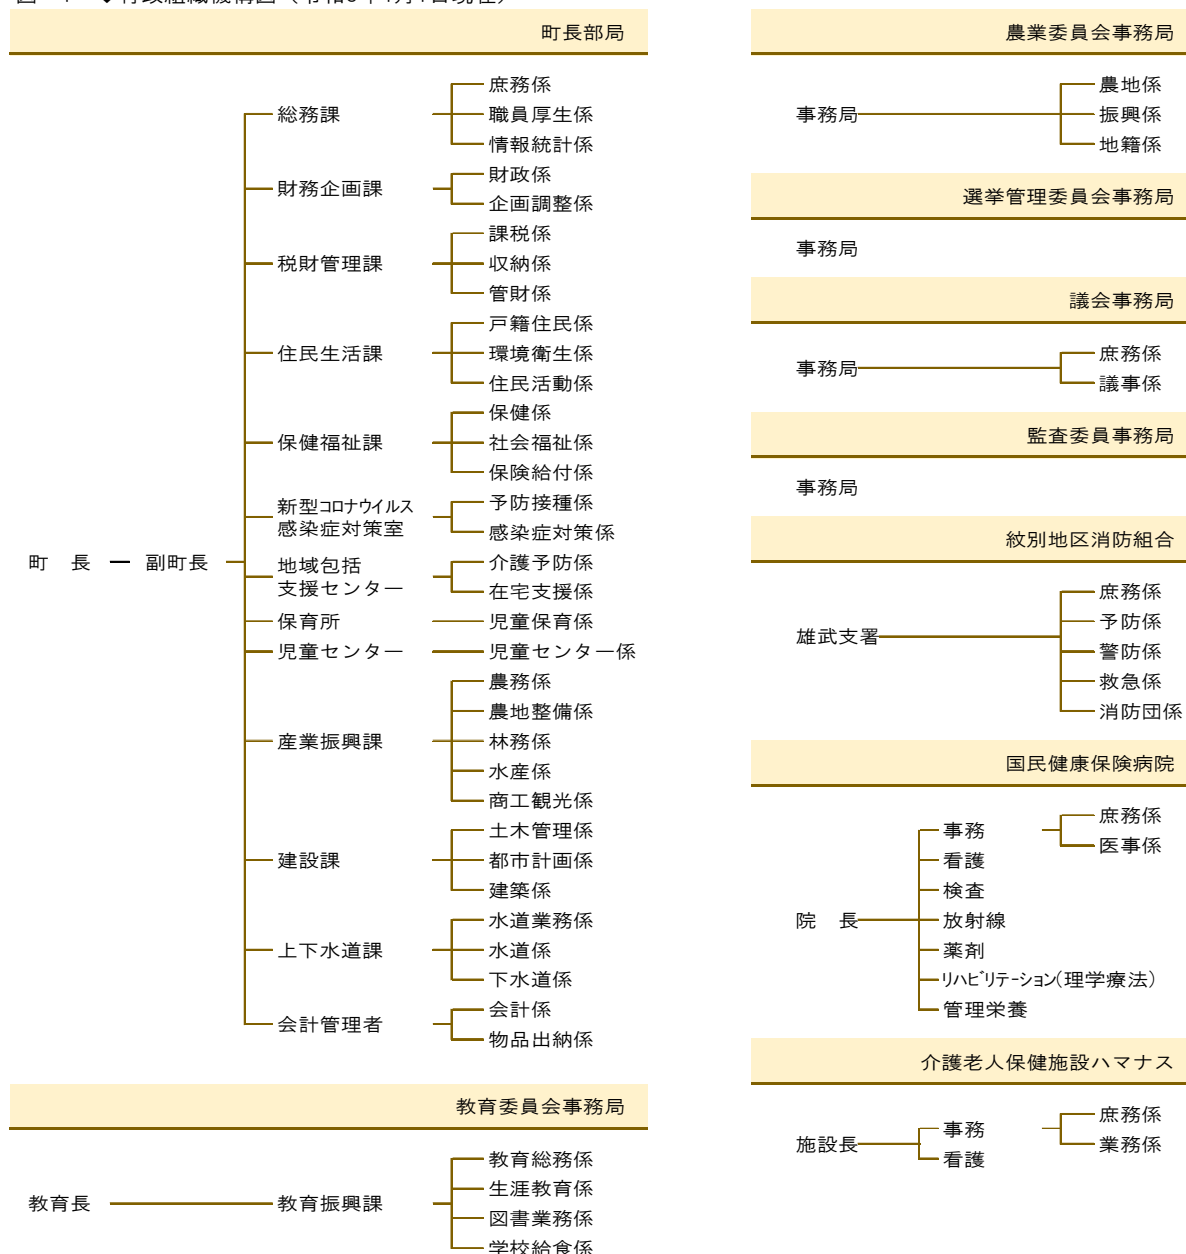 町長部局
庶務係
総務課
職員厚生係
情報統計係
財務企画課
財政係
企画調整係
課税係
税財管理課
収納係
管財係
戸籍住民係
住民生活課
環境衛生係
住民活動係
保健係
保健福祉課
社会福祉係
保険給付係
新型コロナウイルス
感染症対策室
予防接種係
感染症対策係
町　長
副町長
地域包括
支援センター
介護予防係
在宅支援係
保育所
児童保育係
児童センター
児童センター係
農務係
農地整備係
産業振興課
林務係
水産係
商工観光係
土木管理係
建設課
都市計画係
建築係
水道業務係
上下水道課
水道係
下水道係
会計管理者
会計係
物品出納係
教育委員会事務局
教育総務係
生涯教育係
教育長
教育振興課
図書業務係
学校給食係
農業委員会事務局
農地係
事務局
振興係
地籍係
選挙管理委員会事務局
事務局
議会事務局
事務局
庶務係
議事係
監査委員事務局
事務局
紋別地区消防組合
庶務係
予防係
雄武支署
警防係
救急係
消防団係
国民健康保険病院
庶務係
事務
医事係
看護
検査
院　長
放射線
薬剤
リハビリテーション(理学療法)
管理栄養
介護老人保健施設ハマナス
庶務係
事務
施設長
業務係
看護